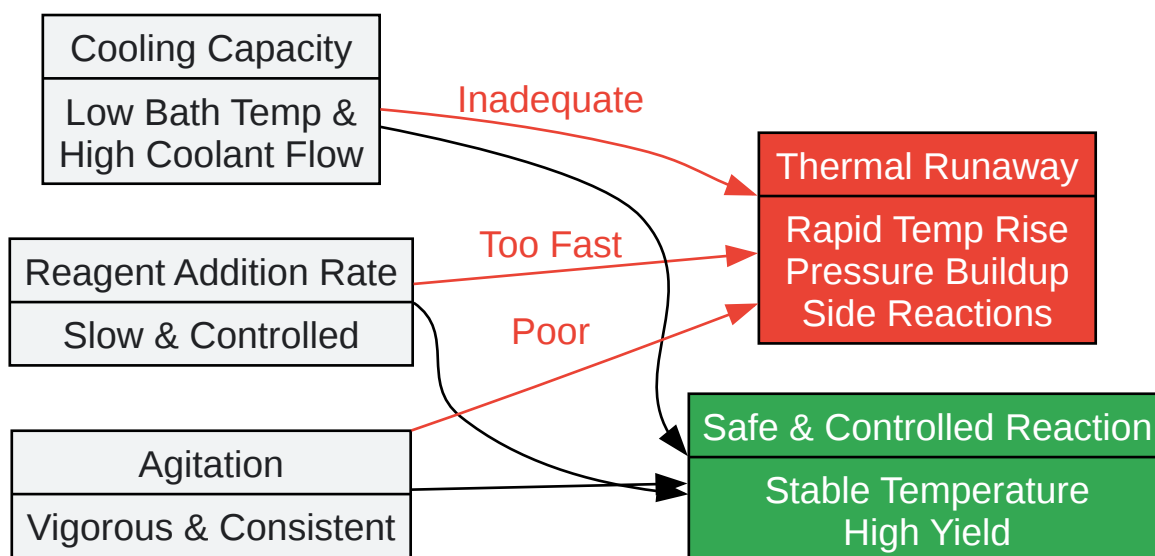 Cooling Capacity
Low Bath Temp &
High Coolant Flow
Inadequate
Thermal Runaway
Rapid Temp Rise
Pressure Buildup
Side Reactions
Reagent Addition Rate
Slow & Controlled
Too Fast
Poor
Agitation
Vigorous & Consistent
Safe & Controlled Reaction
Stable Temperature
High Yield